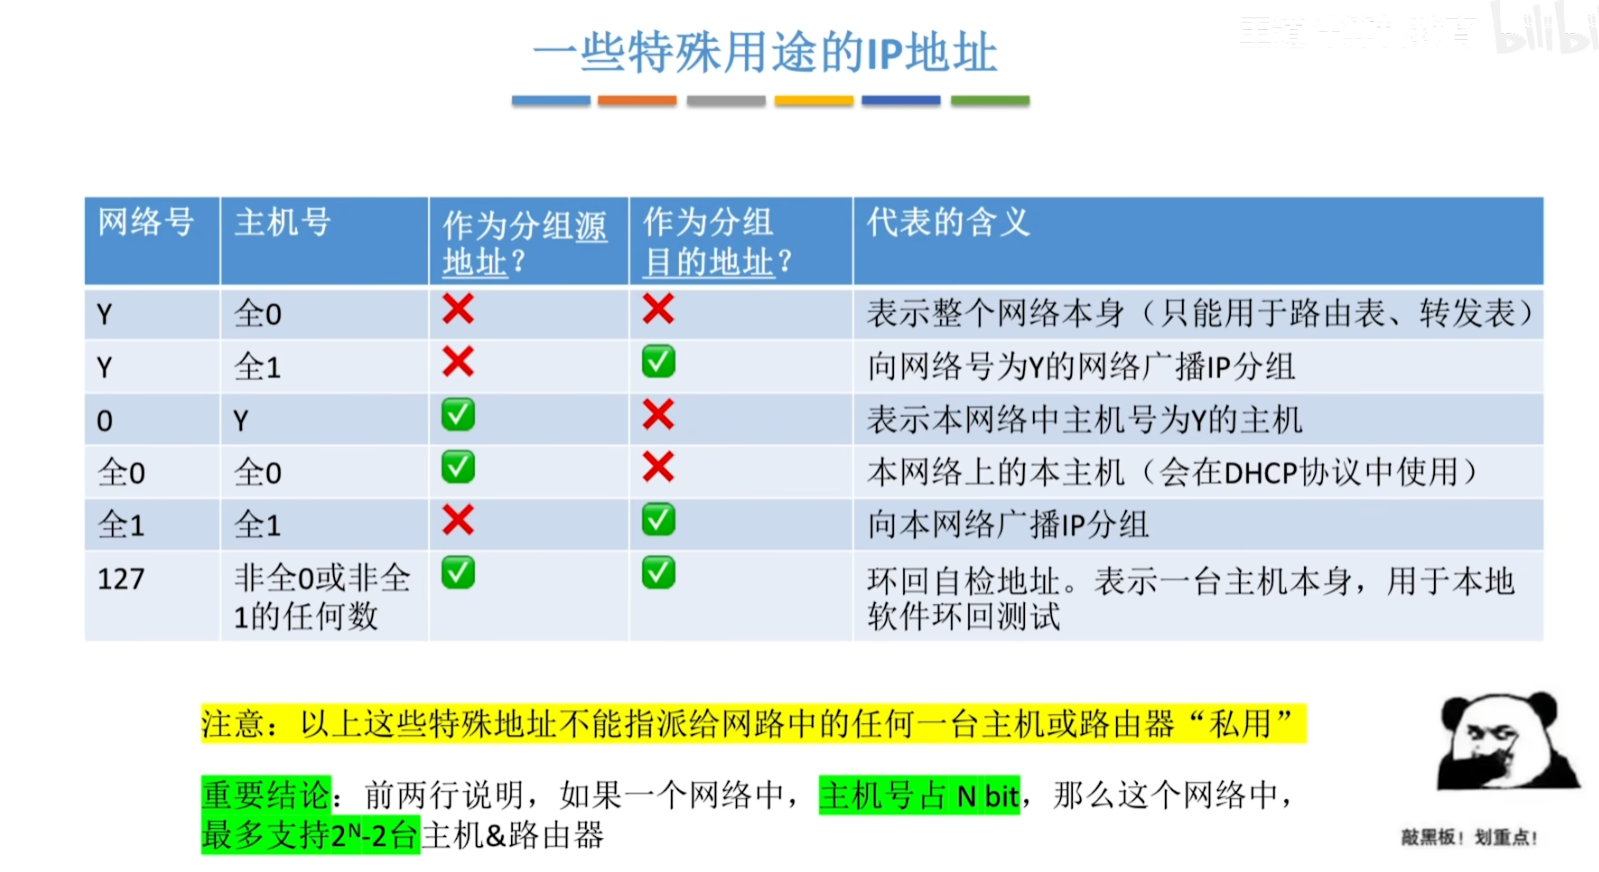 一些特殊用途的IP地址
网络号 主机号 作为分组源地址? 作为分组目的地址? 代表的含义
Y 全0 ❌ ❌ 表示整个网络本身（只能用于路由表、转发表）
Y 全1 ❌ ✅ 向网络号为Y的网络广播IP分组
0 Y ✅ ❌ 表示本网络中主机号为Y的主机
全0 全0 ✅ ❌ 本网络上的本主机（会在DHCP协议中使用）
全1 全1 ❌ ✅ 向本网络广播IP分组
127 非全0或非全1的任何数 ✅ ✅ 环回自检地址。表示一台主机本身，用于本地软件环回测试
注意：以上这些特殊地址不能指派给网路中的任何一台主机或路由器“私用”
重要结论：前两行说明，如果一个网络中，主机号占 N bit，那么这个网络中，
最多支持2ᴺ-2台主机&路由器
敲黑板！划重点！